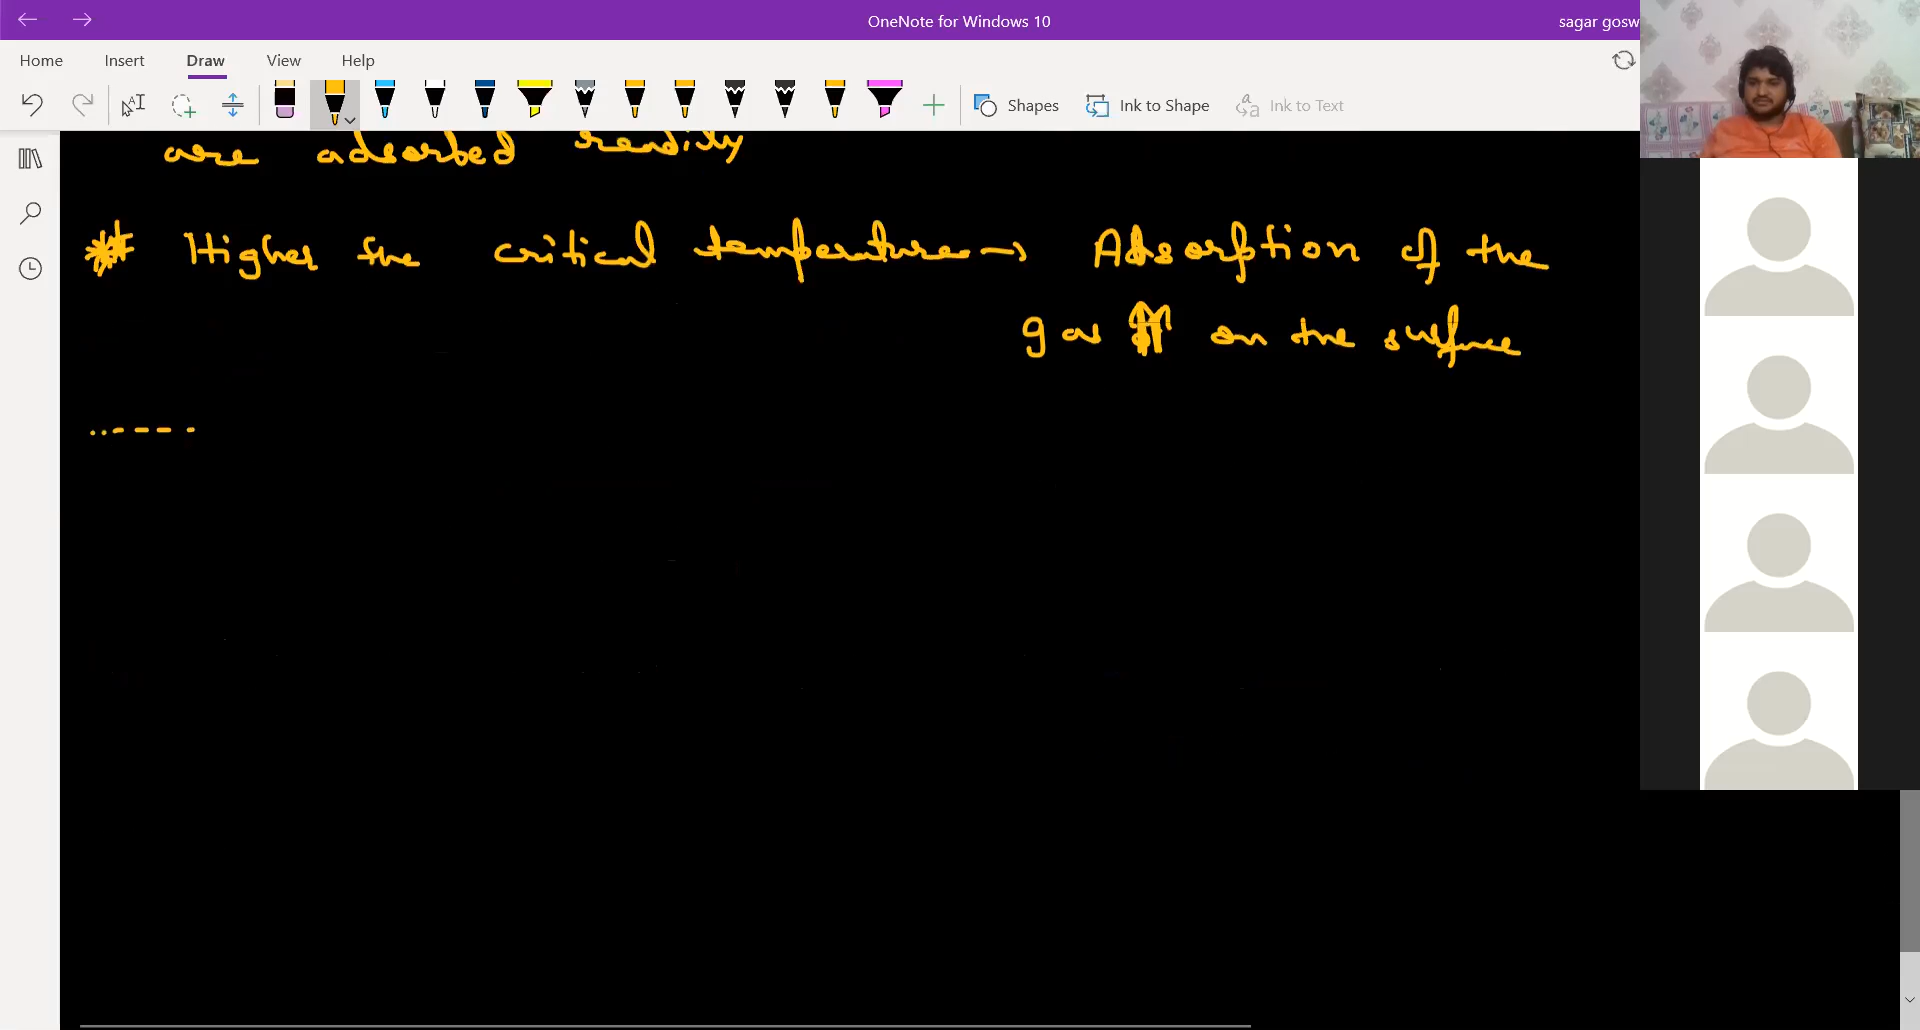 OneNote for Windows 10
sagar gosw
Home Insert Draw View Help
Shapes Ink to Shape Ink to Text
are adsorbed readily
** Higher the critical temperature → Adsorption of the
gas ↑↑ on the surface